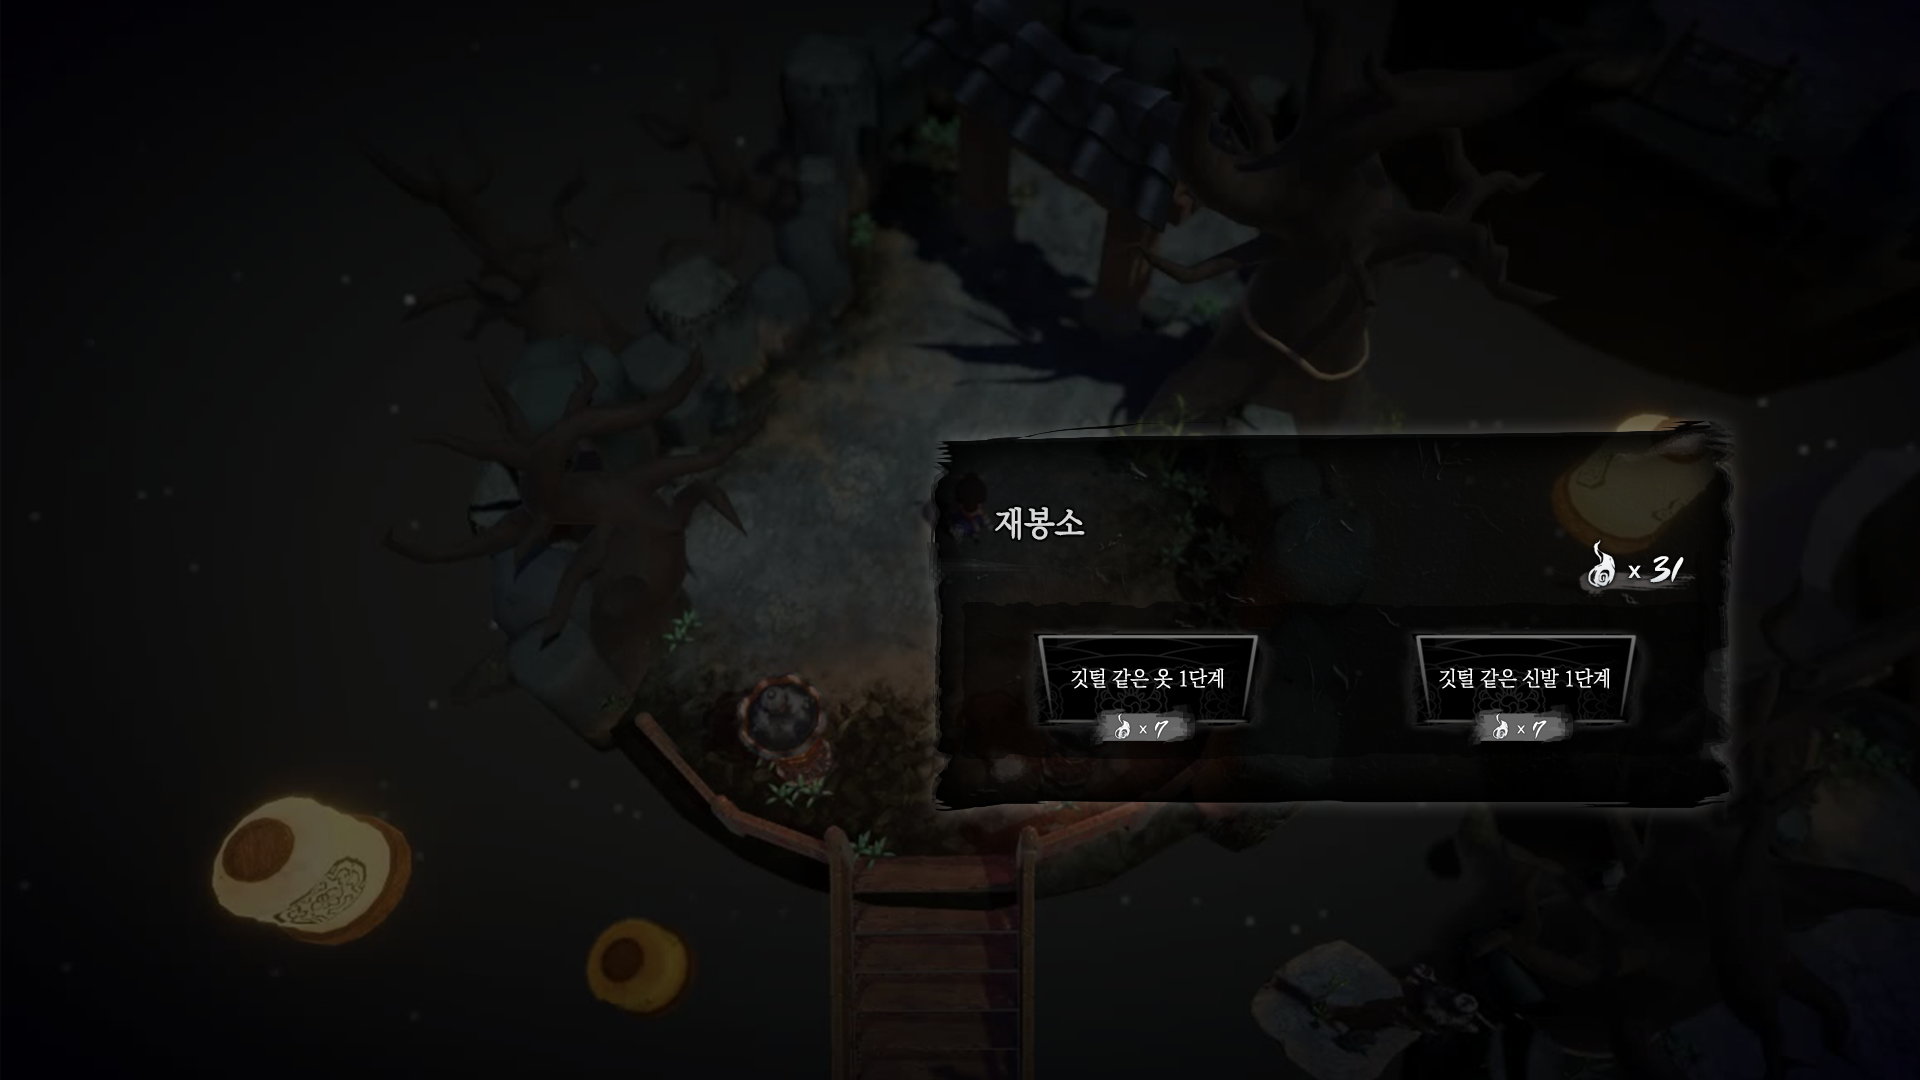 재봉소
x 31
깃털 같은 옷 1단계
x 7
깃털 같은 신발 1단계
x 7